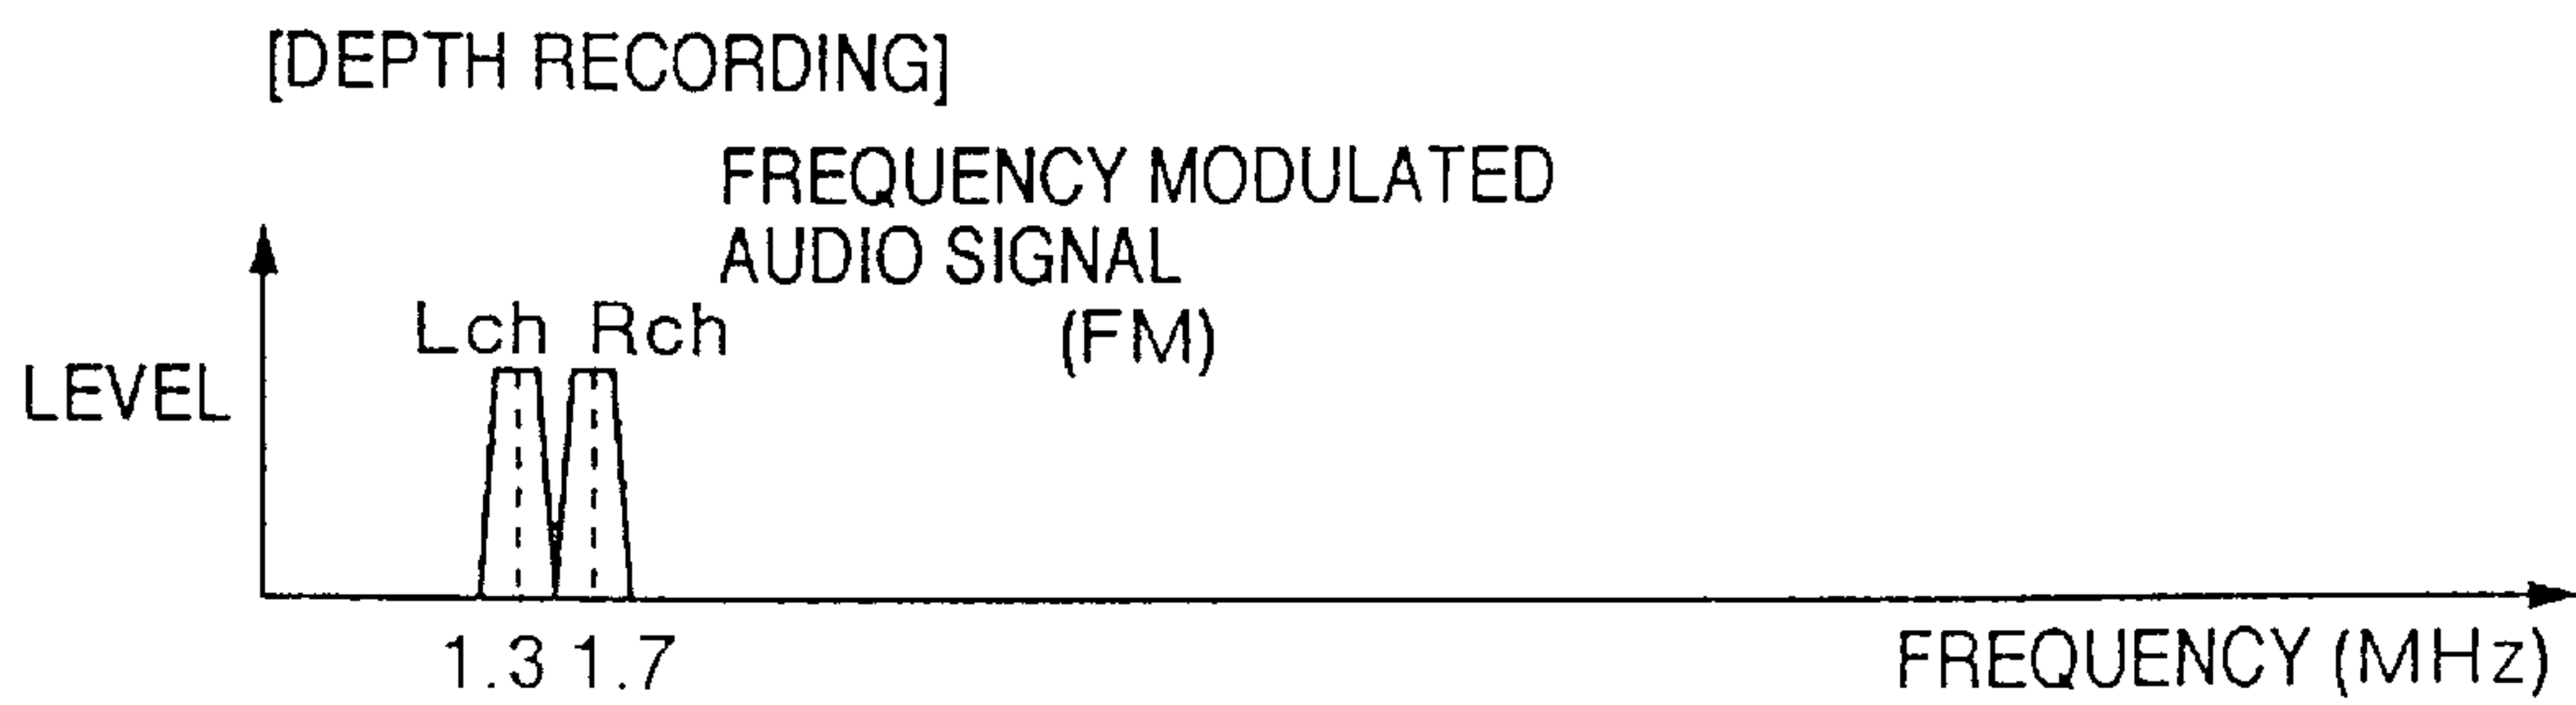 [DEPTH RECORDING]
FREQUENCY MODULATED
AUDIO SIGNAL
(FM)
Lch Rch
LEVEL
1.3 1.7
FREQUENCY (MHz)